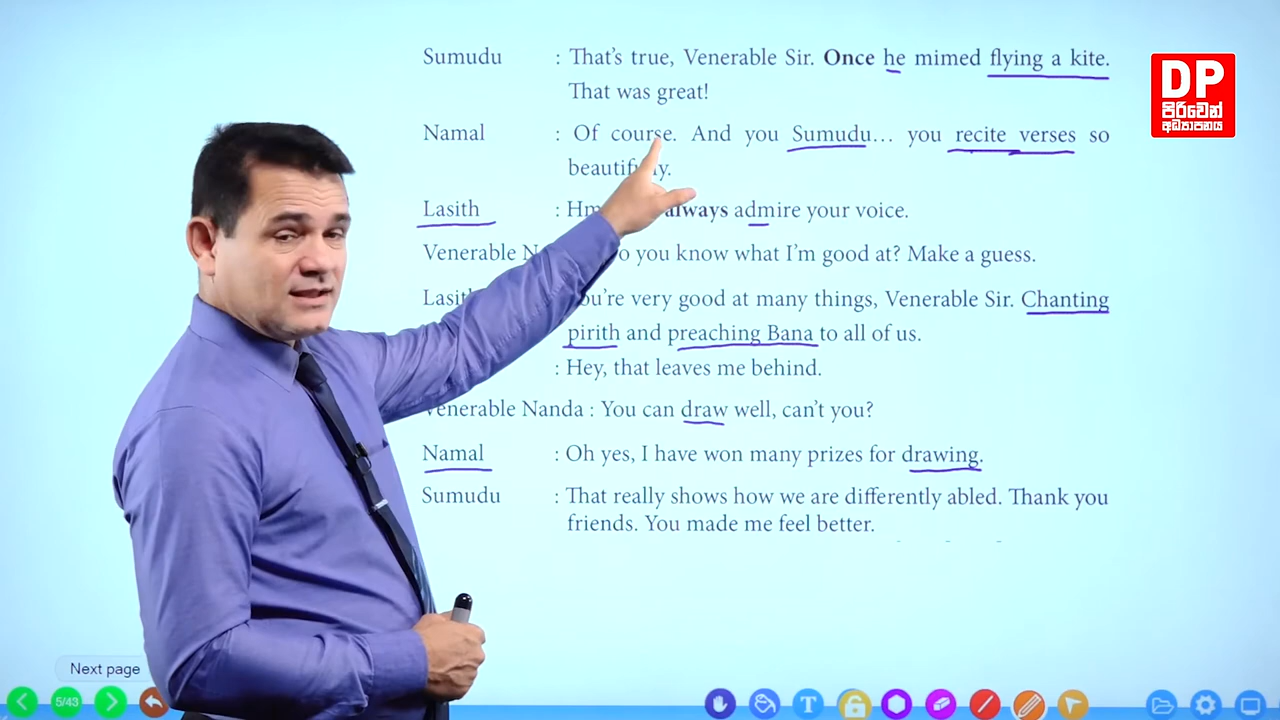 Sumudu : That's true, Venerable Sir. Once he mimed flying a kite.
That was great!
Namal : Of course. And you Sumudu... you recite verses so
Lasith : always admire your voice.
Venerable you know what I'm good at? Make a guess.
You're very good at many things, Venerable Sir. Chanting
pirith and preaching Bana to all of us.
: Hey, that leaves me behind.
Venerable Nanda : You can draw well, can't you?
Namal : Oh yes, I have won many prizes for drawing.
Sumudu : That really shows how we are differently abled. Thank you
friends. You made me feel better.
DP
පිරිවෙන්
අධ්‍යාපනය
Next page
5/43
T